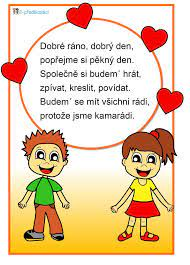 Dobré ráno, dobrý den,
popřejme si pěkný den.
Společně si budem´ hrát,
zpívat, kreslit, povídat.
Budem´ se mít všichni rádi,
protože jsme kamarádi.